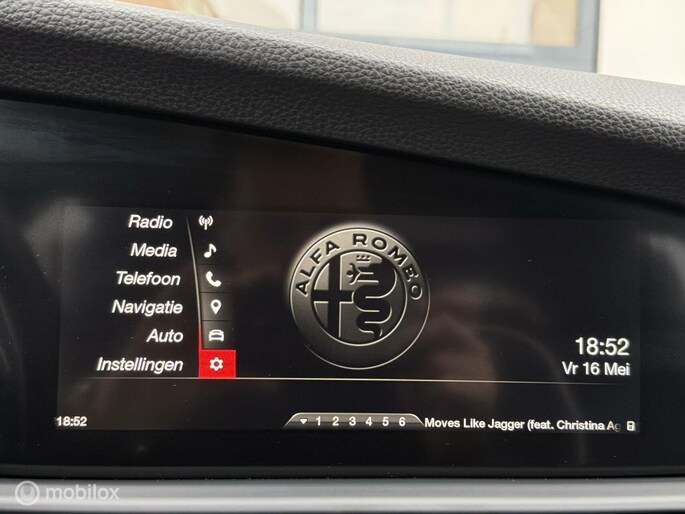 Radio
Media
Telefoon
Navigatie
Auto
Instellingen
ALFA ROMEO
18:52
Vr 16 Mei
18:52
1 2 3 4 5 6
Moves Like Jagger (feat. Christina Ag
mobilox